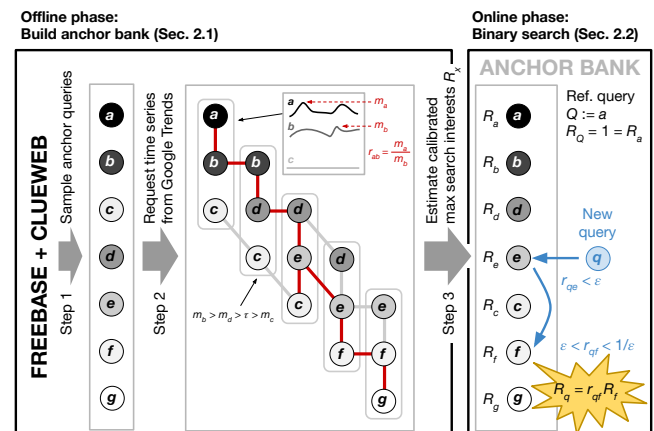 Offline phase:
Build anchor bank (Sec. 2.1)
Online phase:
Binary search (Sec. 2.2)
FREEBASE + CLUEWEB
Step 1
Sample anchor queries
a
b
c
d
e
f
g
Step 2
Request time series
from Google Trends
a
b
b
c
d
d
c
e
d
c
e
e
f
f
g
a
b
c
m_a
m_b
r_ab = m_a / m_b
m_b > m_d > τ > m_c
Step 3
Estimate calibrated
max search interests R_x
ANCHOR BANK
R_a a
R_b b
R_d d
R_e e
R_c c
R_f f
R_g g
Ref. query
Q := a
R_Q = 1 = R_a
New
query
q
r_qe < ε
ε < r_qf < 1/ε
R_q = r_qf R_f